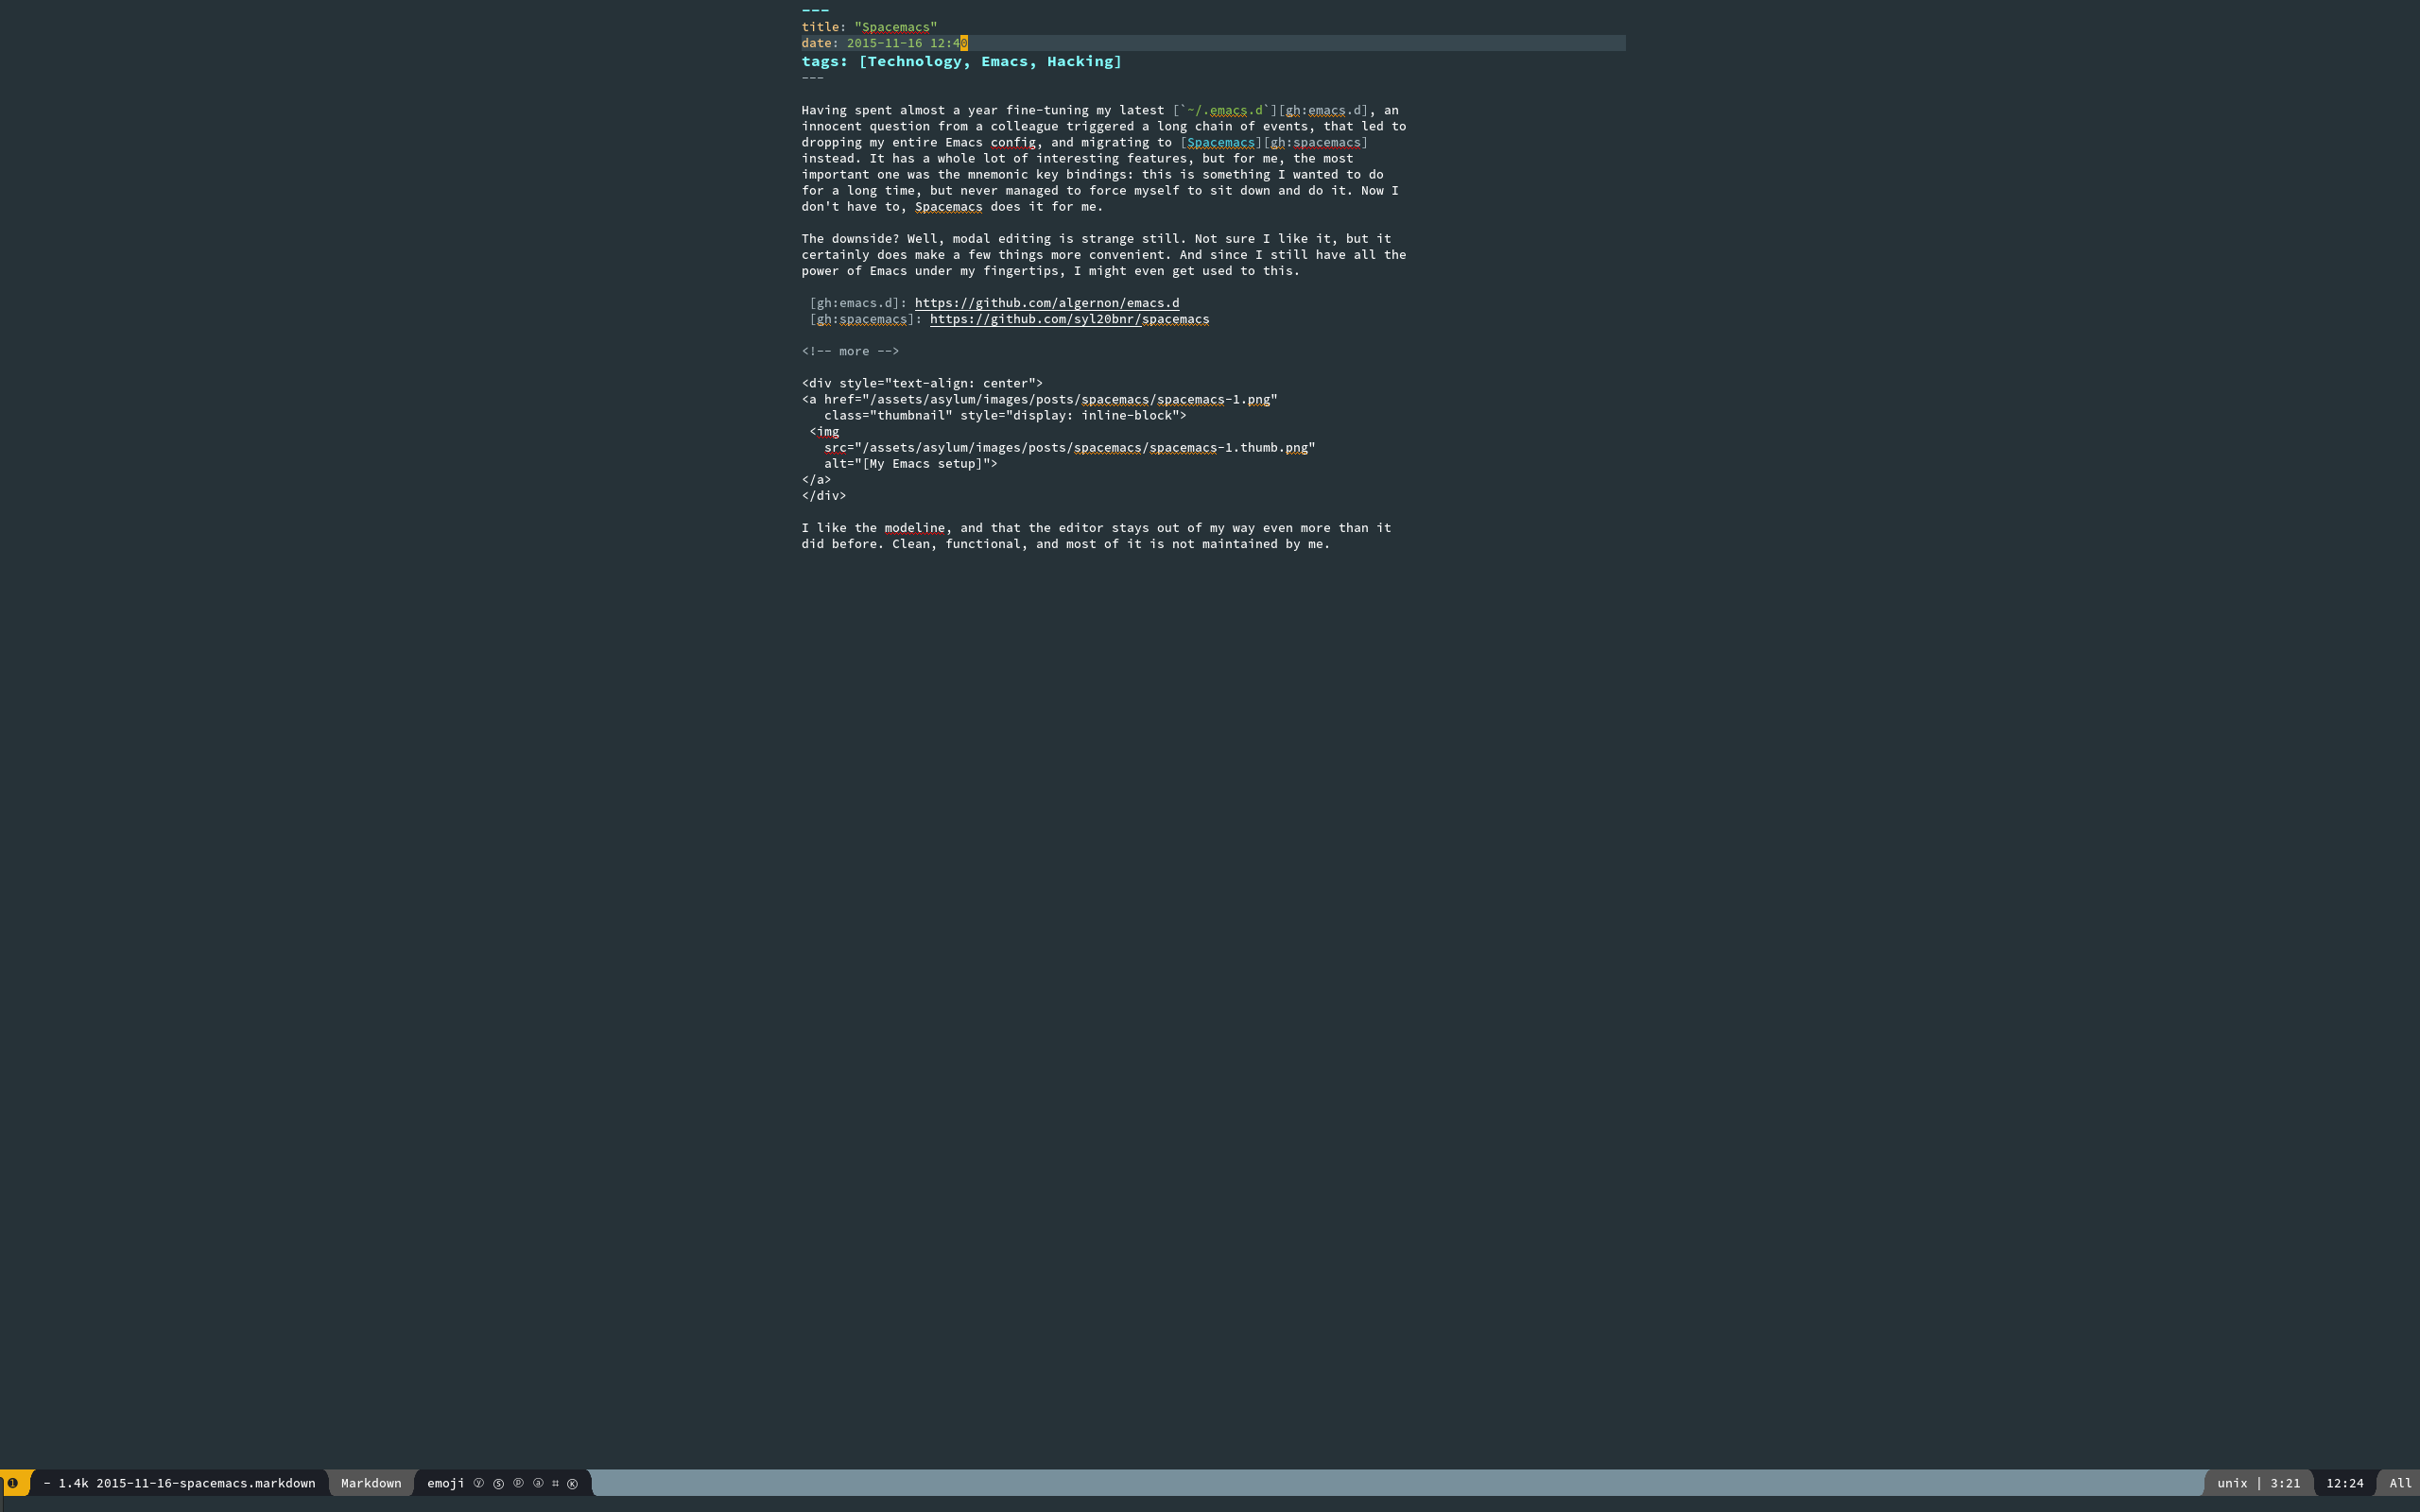 ---
title: "Spacemacs"
date: 2015-11-16 12:40
tags: [Technology, Emacs, Hacking]
---
Having spent almost a year fine-tuning my latest [`~/.emacs.d`][gh:emacs.d], an
innocent question from a colleague triggered a long chain of events, that led to
dropping my entire Emacs config, and migrating to [Spacemacs][gh:spacemacs]
instead. It has a whole lot of interesting features, but for me, the most
important one was the mnemonic key bindings: this is something I wanted to do
for a long time, but never managed to force myself to sit down and do it. Now I
don't have to, Spacemacs does it for me.
The downside? Well, modal editing is strange still. Not sure I like it, but it
certainly does make a few things more convenient. And since I still have all the
power of Emacs under my fingertips, I might even get used to this.
[gh:emacs.d]: https://github.com/algernon/emacs.d
[gh:spacemacs]: https://github.com/syl20bnr/spacemacs
<!-- more -->
<div style="text-align: center">
<a href="/assets/asylum/images/posts/spacemacs/spacemacs-1.png"
class="thumbnail" style="display: inline-block">
<img
src="/assets/asylum/images/posts/spacemacs/spacemacs-1.thumb.png"
alt="[My Emacs setup]">
</a>
</div>
I like the modeline, and that the editor stays out of my way even more than it
did before. Clean, functional, and most of it is not maintained by me.
❶ - 1.4k 2015-11-16-spacemacs.markdown Markdown emoji ⓨ Ⓢ ⓟ ⓐ ⌗ Ⓚ unix | 3:21 12:24 All